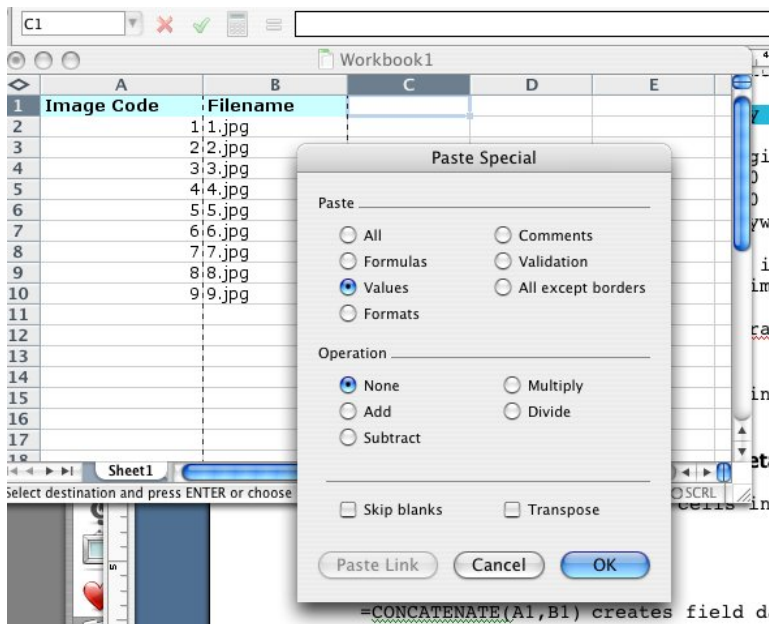 C1
Workbook1
A B C D E
1 Image Code Filename
2 1 1.jpg
3 2 2.jpg
4 3 3.jpg
5 4 4.jpg
6 5 5.jpg
7 6 6.jpg
8 7 7.jpg
9 8 8.jpg
10 9 9.jpg
11
12
13
14
15
16
17
18
Sheet1
Select destination and press ENTER or choose
SCRL
Paste Special
Paste
All Comments
Formulas Validation
Values All except borders
Formats
Operation
None Multiply
Add Divide
Subtract
Skip blanks Transpose
Paste Link Cancel OK
cells in
=CONCATENATE(A1,B1) creates field da